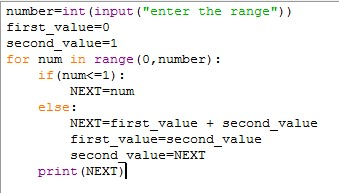 number=int(input("enter the range"))
first_value=0
second_value=1
for num in range(0,number):
    if(num<=1):
        NEXT=num
    else:
        NEXT=first_value + second_value
        first_value=second_value
        second_value=NEXT
    print(NEXT)